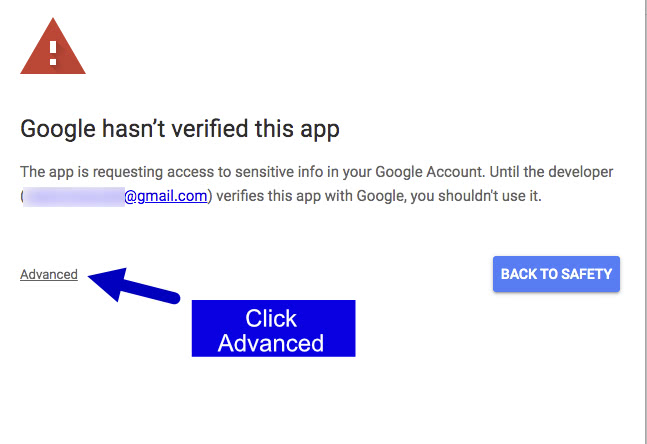 Google hasn’t verified this app
The app is requesting access to sensitive info in your Google Account. Until the developer
(@gmail.com) verifies this app with Google, you shouldn't use it.
Advanced
BACK TO SAFETY
Click
Advanced